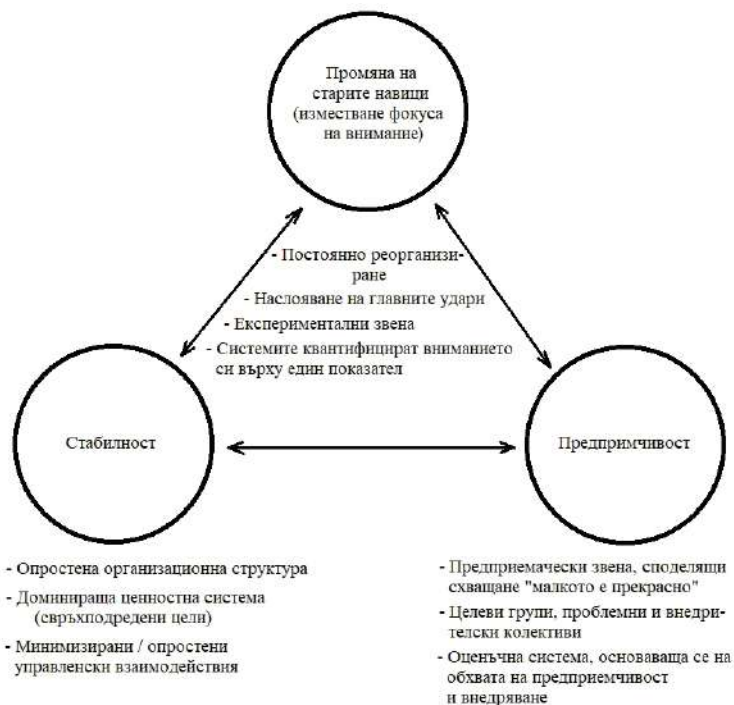 Промяна на
старите навици
(изместване фокуса
на внимание)
- Постоянно реорганизи-
ране
- Наслояване на главните удари
- Експериментални звена
- Системите квантифицират вниманието
си върху един показател
Стабилност
Предпримчивост
- Опростена организационна структура
- Доминираща ценностна система
(свръхподредени цели)
- Минимизирани / опростени
управленски взаимодействия
- Предприемачески звена, споделящи
схващане "малкото е прекрасно"
- Целеви групи, проблемни и внедри-
телски колективи
- Оценъчна система, основаваща се на
обхвата на предприемчивост
и внедряване